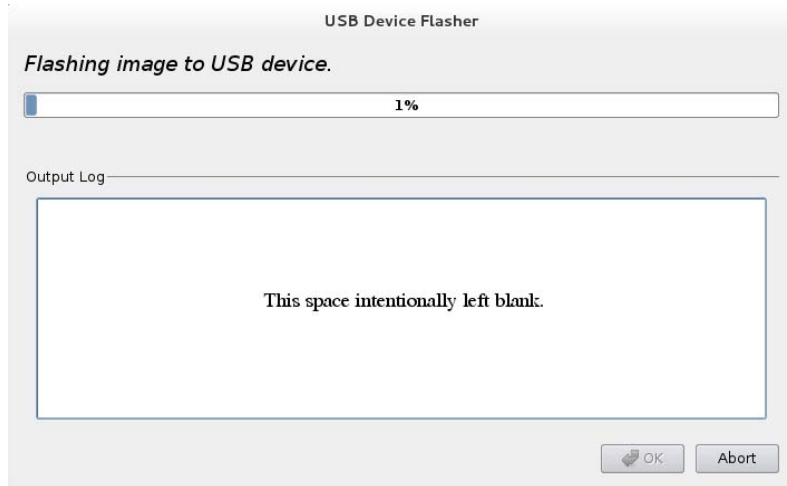 USB Device Flasher
Flashing image to USB device.
1%
Output Log
This space intentionally left blank.
OK
Abort